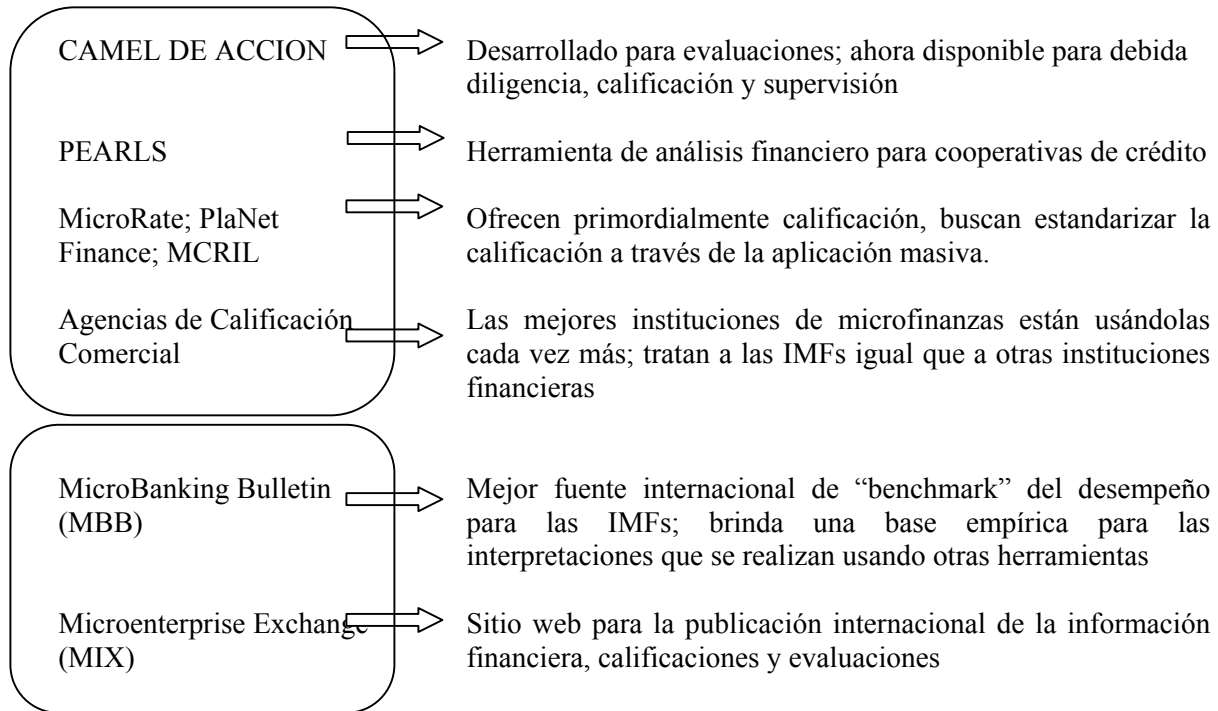 CAMEL DE ACCION
Desarrollado para evaluaciones; ahora disponible para debida
diligencia, calificación y supervisión
PEARLS
Herramienta de análisis financiero para cooperativas de crédito
MicroRate; PlaNet
Finance; MCRIL
Ofrecen primordialmente calificación, buscan estandarizar la
calificación a través de la aplicación masiva.
Agencias de Calificación
Comercial
Las mejores instituciones de microfinanzas están usándolas
cada vez más; tratan a las IMFs igual que a otras instituciones
financieras
MicroBanking Bulletin
(MBB)
Mejor fuente internacional de “benchmark” del desempeño
para las IMFs; brinda una base empírica para las
interpretaciones que se realizan usando otras herramientas
Microenterprise Exchange
(MIX)
Sitio web para la publicación internacional de la información
financiera, calificaciones y evaluaciones